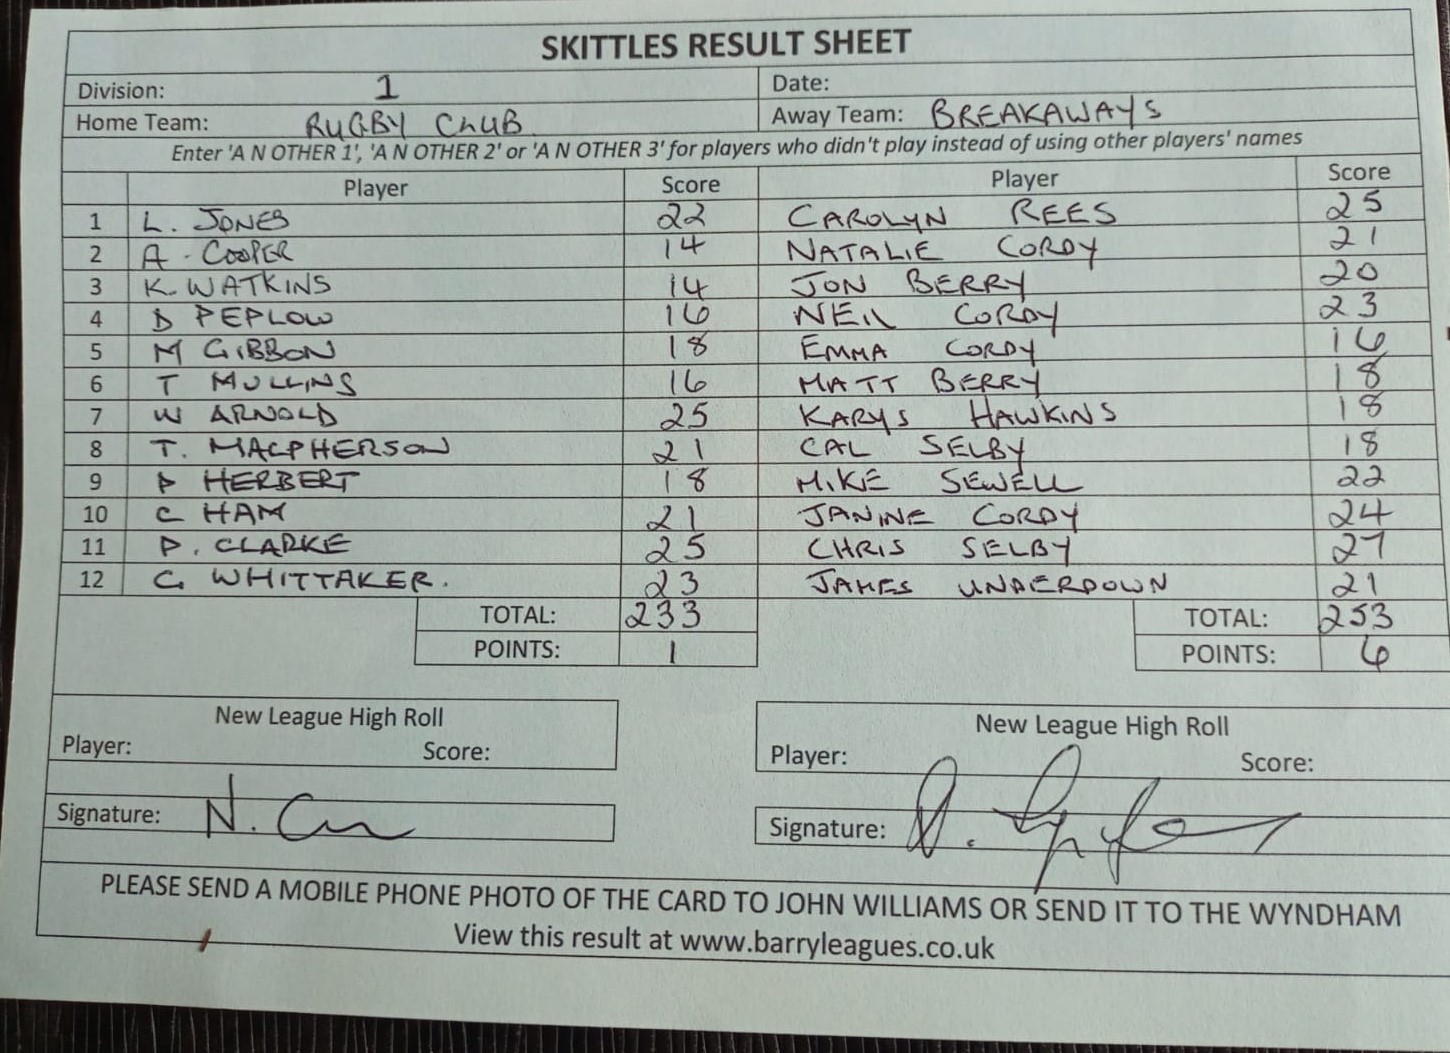 SKITTLES RESULT SHEET
Division: 1 Date:
Home Team: RUGBY CLUB Away Team: BREAKAWAYS
Enter 'A N OTHER 1', 'A N OTHER 2' or 'A N OTHER 3' for players who didn't play instead of using other players' names
Player Score Player Score
1 L. JONES 22 CAROLYN REES 25
2 A. COOPER 14 NATALIE CORDY 21
3 K. WATKINS 14 JON BERRY 20
4 D PEPLOW 16 NEIL CORDY 23
5 M GIBBON 18 EMMA CORDY 16
6 T MULLINS 16 MATT BERRY 18
7 W ARNOLD 25 KARYS HAWKINS 18
8 T. MACPHERSON 21 CAL SELBY 18
9 P HERBERT 18 MIKE SEWELL 22
10 C HAM 21 JANINE CORDY 24
11 P. CLARKE 25 CHRIS SELBY 27
12 G WHITTAKER. 23 JAMES UNDERDOWN 21
TOTAL: 233 TOTAL: 253
POINTS: 1 POINTS: 6
New League High Roll New League High Roll
Player: Score: Player: Score:
Signature: N. Signature:
PLEASE SEND A MOBILE PHONE PHOTO OF THE CARD TO JOHN WILLIAMS OR SEND IT TO THE WYNDHAM
View this result at www.barryleagues.co.uk